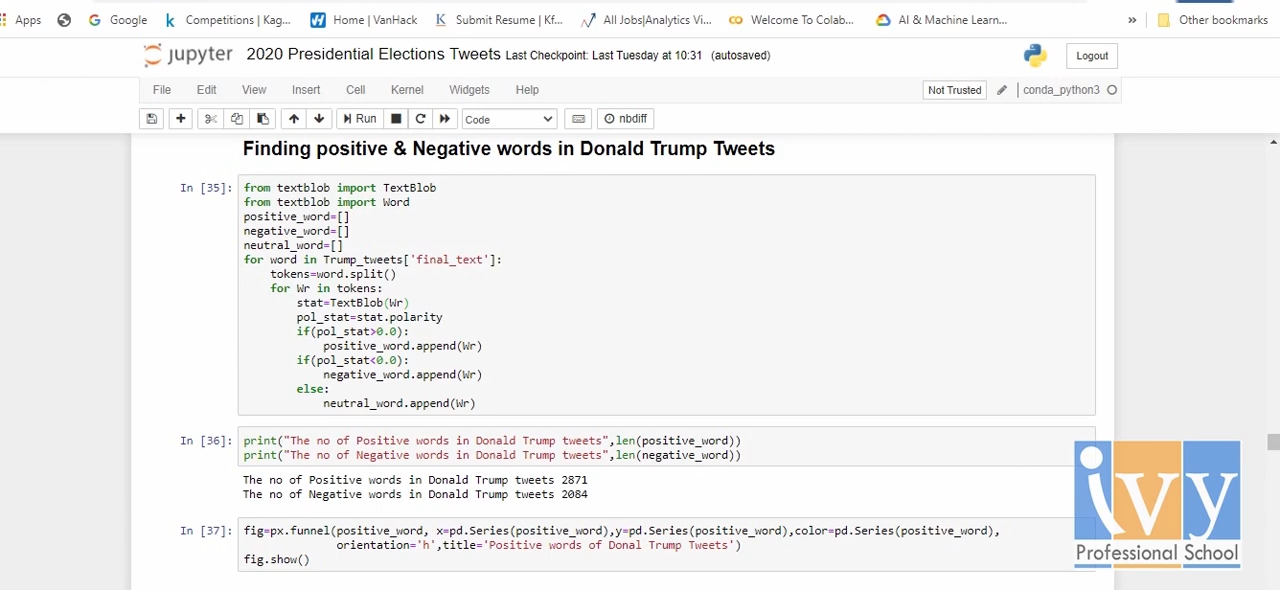 Apps Google Competitions | Kag... Home | VanHack Submit Resume | Kf... All Jobs|Analytics Vi... Welcome To Colab... AI & Machine Learn... » Other bookmarks
jupyter 2020 Presidential Elections Tweets Last Checkpoint: Last Tuesday at 10:31 (autosaved) Logout
File Edit View Insert Cell Kernel Widgets Help Not Trusted conda_python3
Run Code nbdiff
Finding positive & Negative words in Donald Trump Tweets
In [35]: from textblob import TextBlob
from textblob import Word
positive_word=[]
negative_word=[]
neutral_word=[]
for word in Trump_tweets['final_text']:
    tokens=word.split()
    for Wr in tokens:
        stat=TextBlob(Wr)
        pol_stat=stat.polarity
        if(pol_stat>0.0):
            positive_word.append(Wr)
        if(pol_stat<0.0):
            negative_word.append(Wr)
        else:
            neutral_word.append(Wr)
In [36]: print("The no of Positive words in Donald Trump tweets",len(positive_word))
print("The no of Negative words in Donald Trump tweets",len(negative_word))
The no of Positive words in Donald Trump tweets 2871
The no of Negative words in Donald Trump tweets 2084
In [37]: fig=px.funnel(positive_word, x=pd.Series(positive_word),y=pd.Series(positive_word),color=pd.Series(positive_word),
orientation='h',title='Positive words of Donal Trump Tweets')
fig.show()
ivy
Professional School